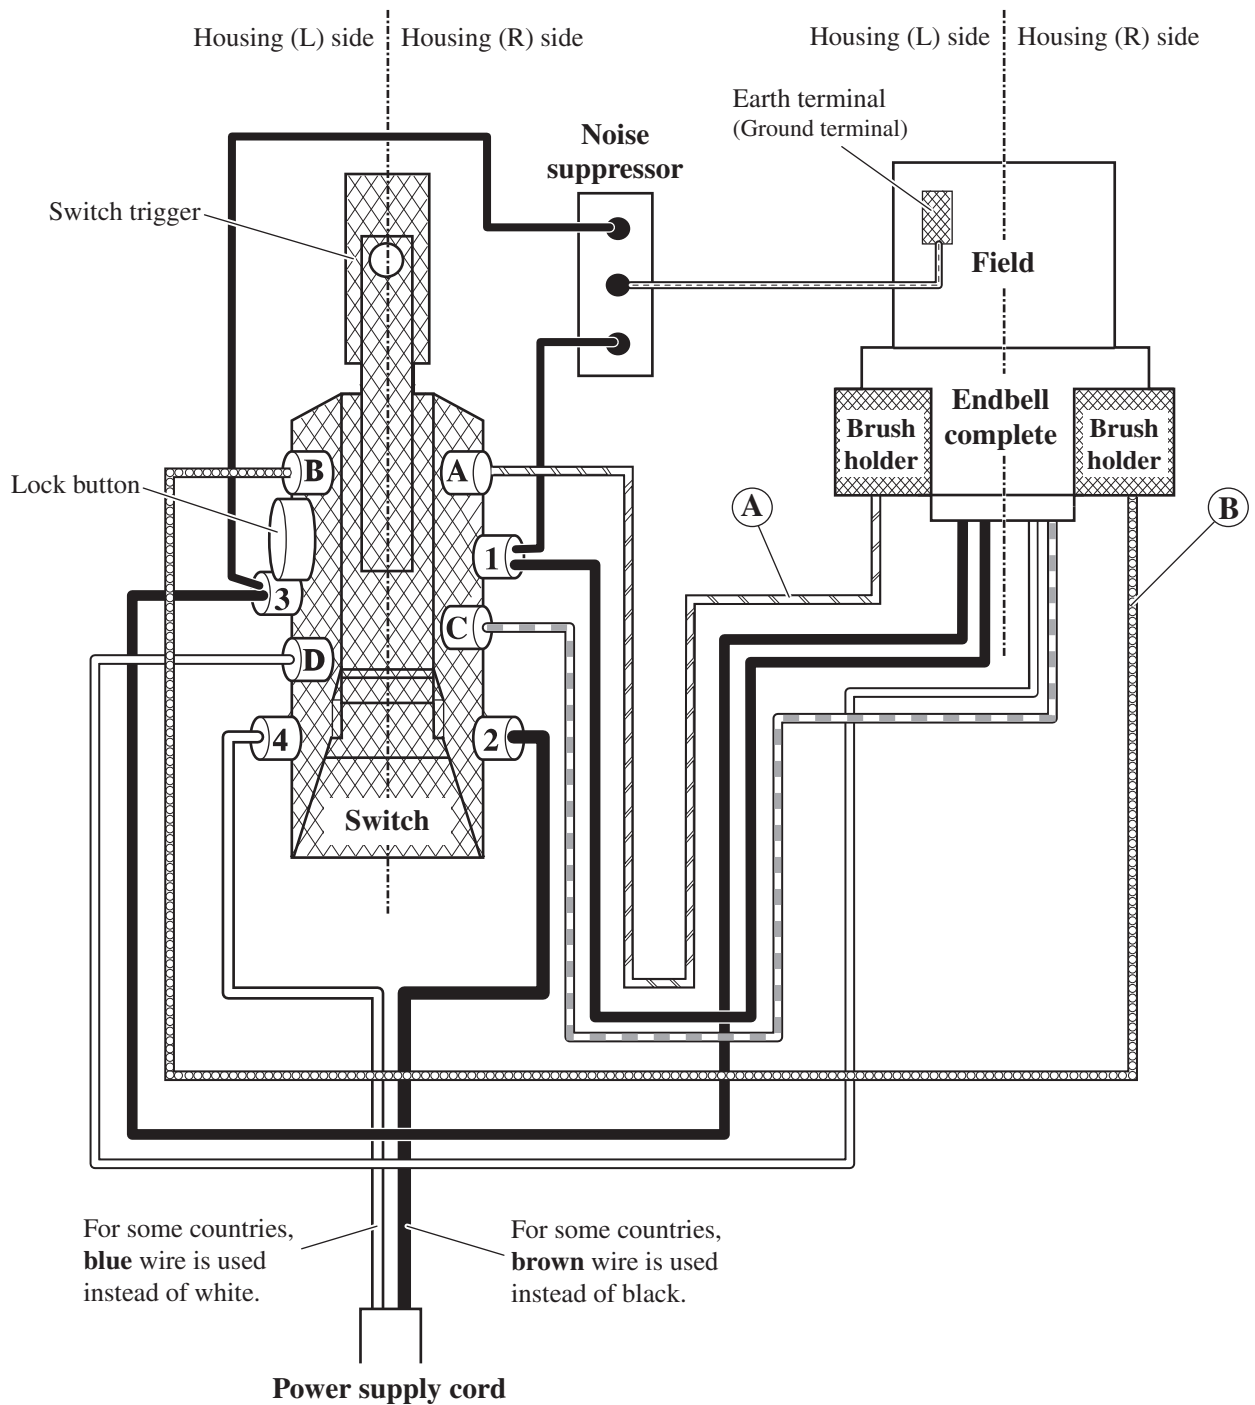 Housing (L) side
Housing (R) side
Housing (L) side
Housing (R) side
Earth terminal
(Ground terminal)
Noise
suppressor
Switch trigger
Field
Endbell
complete
Brush
holder
Brush
holder
B
A
Lock button
A
B
1
3
C
D
4
2
Switch
For some countries,
blue wire is used
instead of white.
For some countries,
brown wire is used
instead of black.
Power supply cord